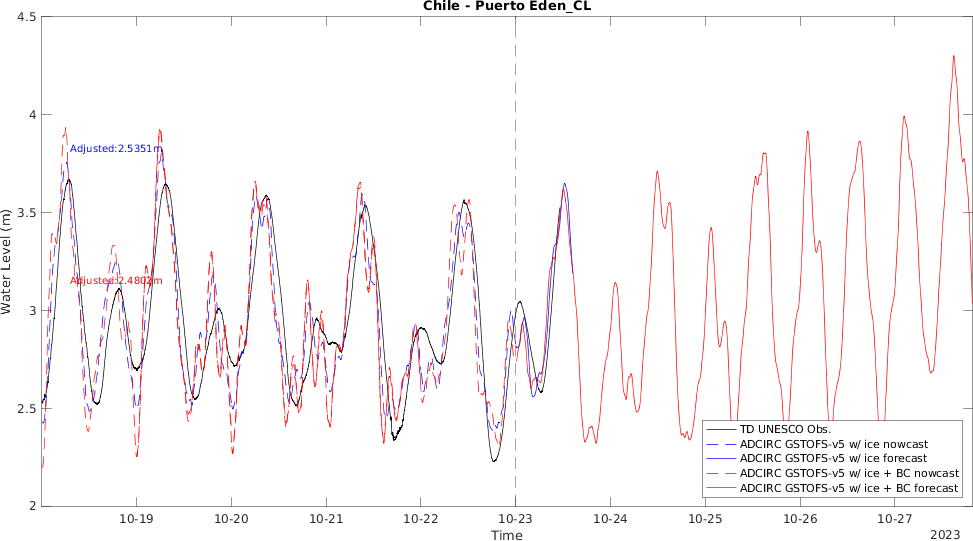 Chile - Puerto Eden_CL
4.5
4
3.5
3
2.5
2
Water Level (m)
Adjusted:2.5351m
Adjusted:2.4802m
TD UNESCO Obs.
ADCIRC GSTOFS-v5 w/ ice nowcast
ADCIRC GSTOFS-v5 w/ ice forecast
ADCIRC GSTOFS-v5 w/ ice + BC nowcast
ADCIRC GSTOFS-v5 w/ ice + BC forecast
10-19 10-20 10-21 10-22 10-23 10-24 10-25 10-26 10-27
Time
2023